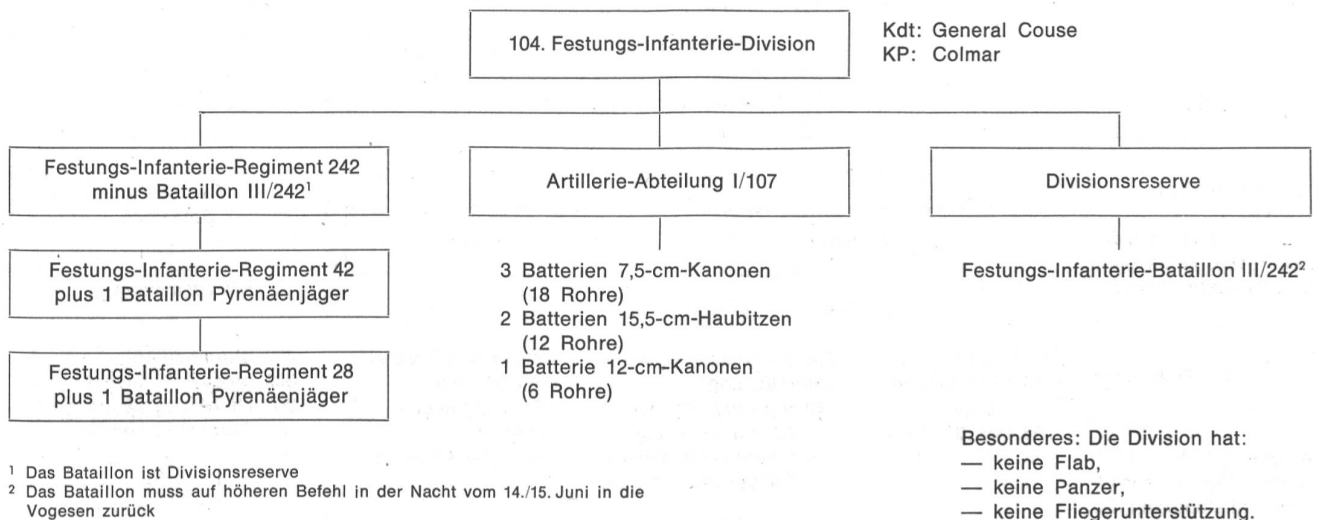 104. Festungs-Infanterie-Division
Kdt: General Couse
KP: Colmar
Festungs-Infanterie-Regiment 242
minus Bataillon III/242¹
Festungs-Infanterie-Regiment 42
plus 1 Bataillon Pyrenäenjäger
Festungs-Infanterie-Regiment 28
plus 1 Bataillon Pyrenäenjäger
Artillerie-Abteilung I/107
3 Batterien 7,5-cm-Kanonen
(18 Rohre)
2 Batterien 15,5-cm-Haubitzen
(12 Rohre)
1 Batterie 12-cm-Kanonen
(6 Rohre)
Divisionsreserve
Festungs-Infanterie-Bataillon III/242²
Besonderes: Die Division hat:
— keine Flab,
— keine Panzer,
— keine Fliegerunterstützung.
¹ Das Bataillon ist Divisionsreserve
² Das Bataillon muss auf höheren Befehl in der Nacht vom 14./15. Juni in die
Vogesen zurück